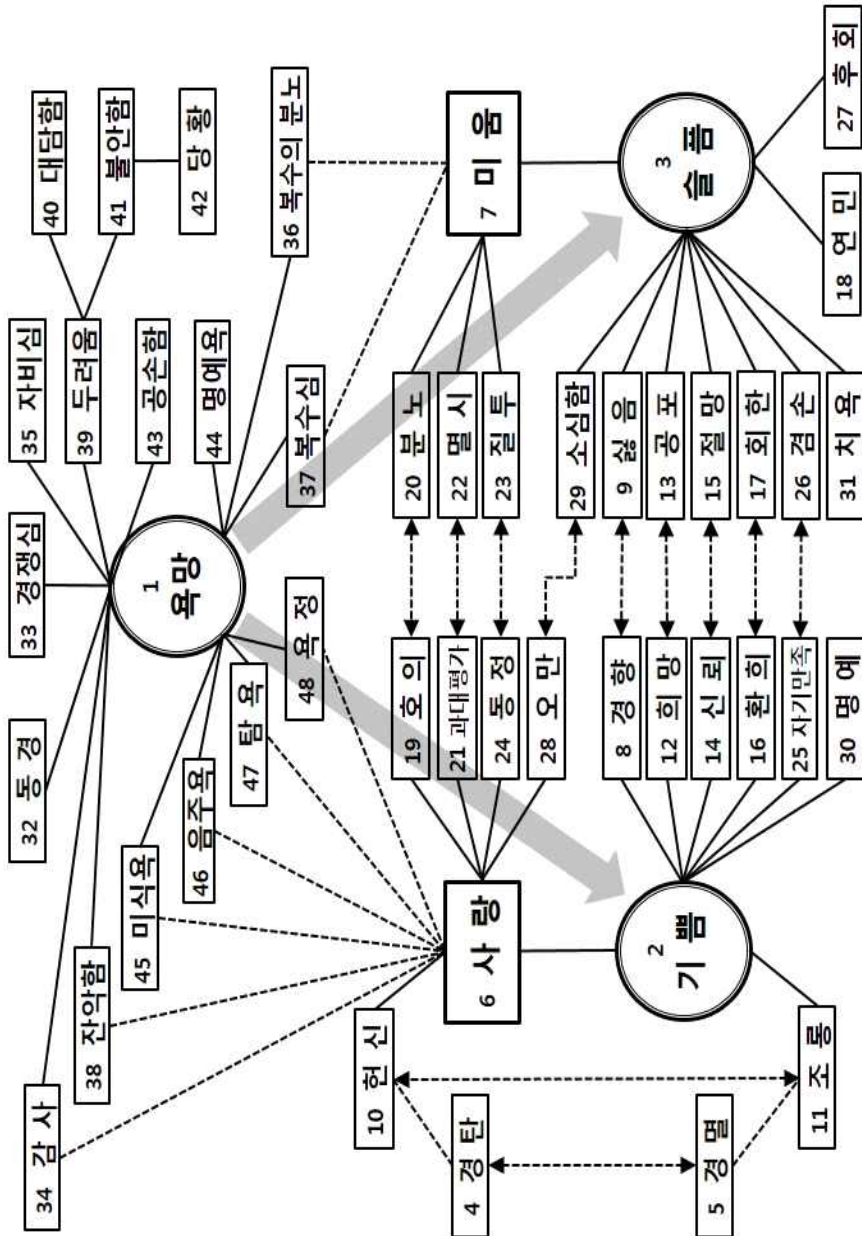 34 감 사
38 잔악함
32 동 경
33 경쟁심
35 자비심
39 두려움
40 대담함
41 불안함
42 당 황
43 공손함
44 명예욕
1
욕망
45 미식욕
46 음주욕
47 탐욕
48 욕 정
37 복수심
36 복수의 분노
10 헌 신
6 사 랑
19 호 의
21 과대평가
24 동 정
28 오 만
20 분 노
22 멸 시
23 질 투
29 소심함
7 미 움
4 경 탄
5 경 멸
11 조 롱
2
기 쁨
8 경 향
12 희 망
14 신 뢰
16 환 희
25 자기만족
30 명 예
9 싫 음
13 공 포
15 절 망
17 회 한
26 겸 손
31 치 욕
3
슬 픔
18 연 민
27 후 회